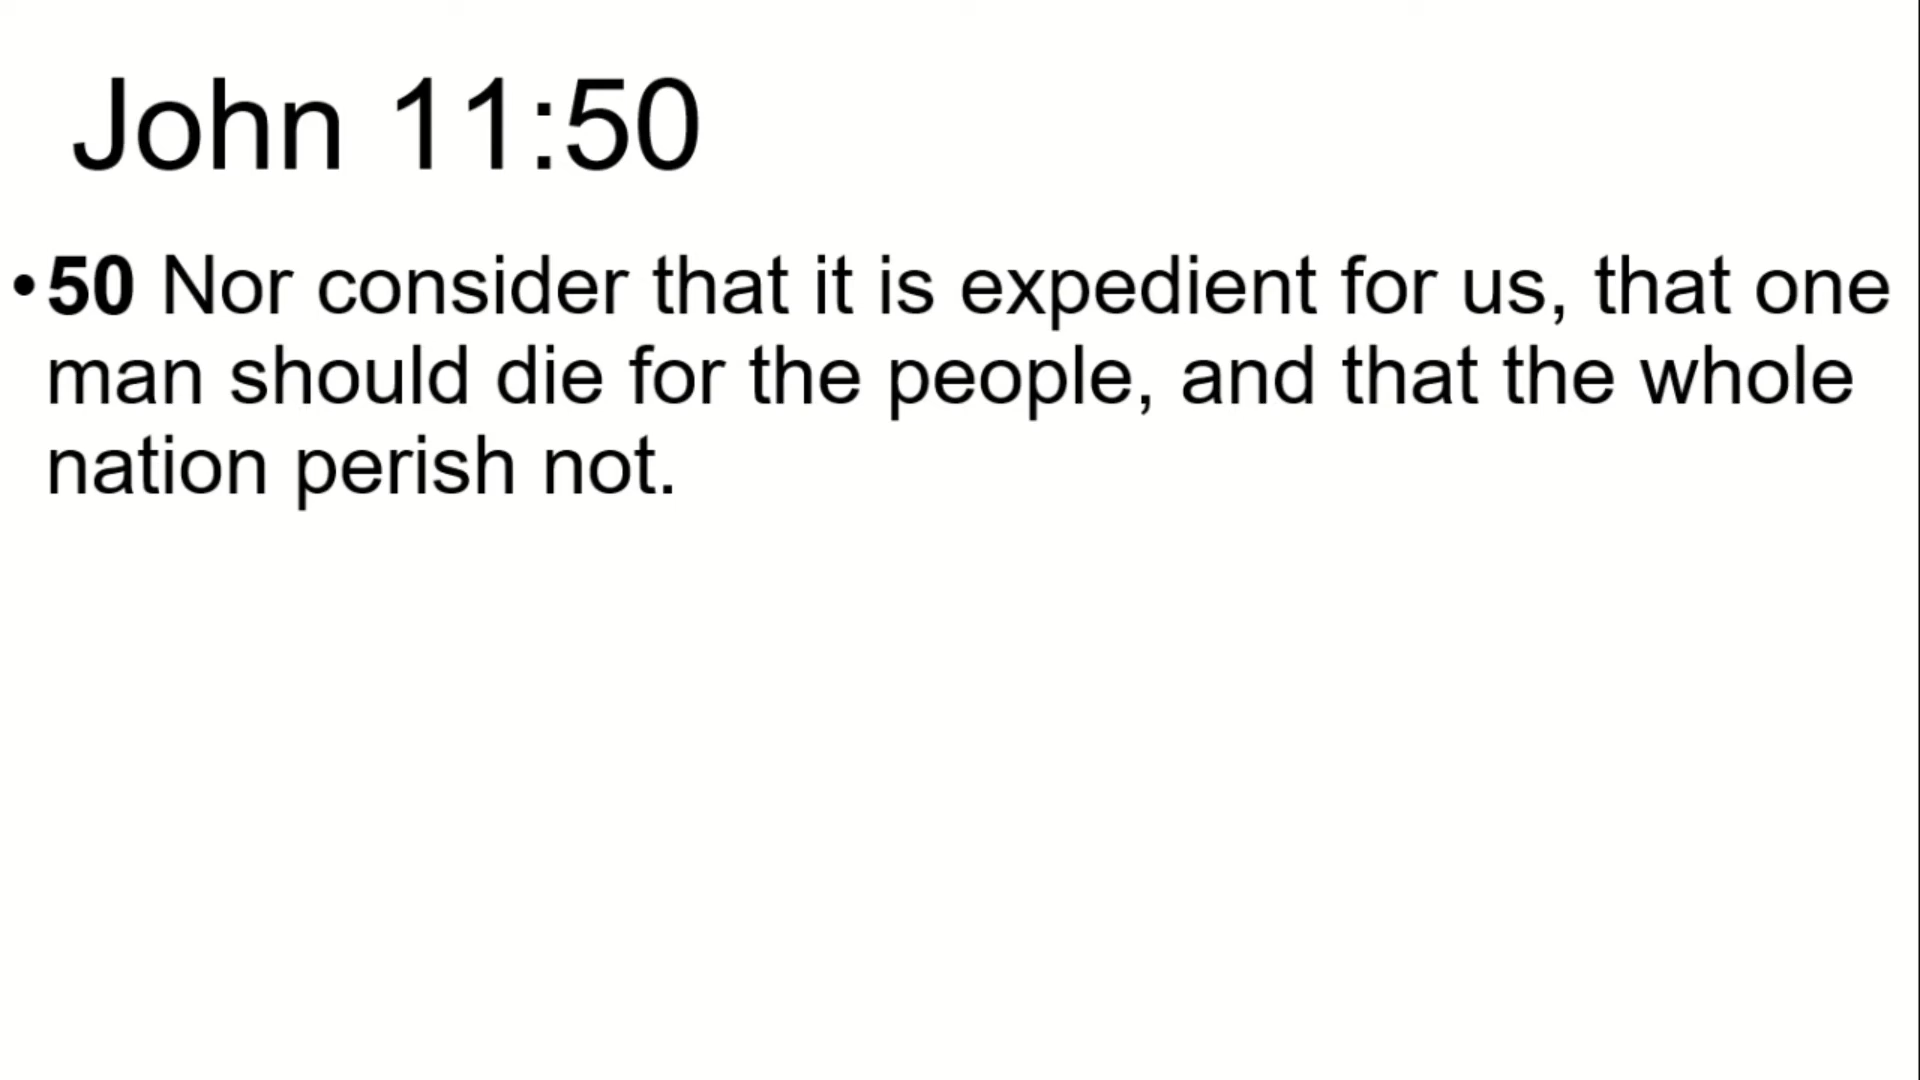 John 11:50
•50 Nor consider that it is expedient for us, that one
man should die for the people, and that the whole
nation perish not.